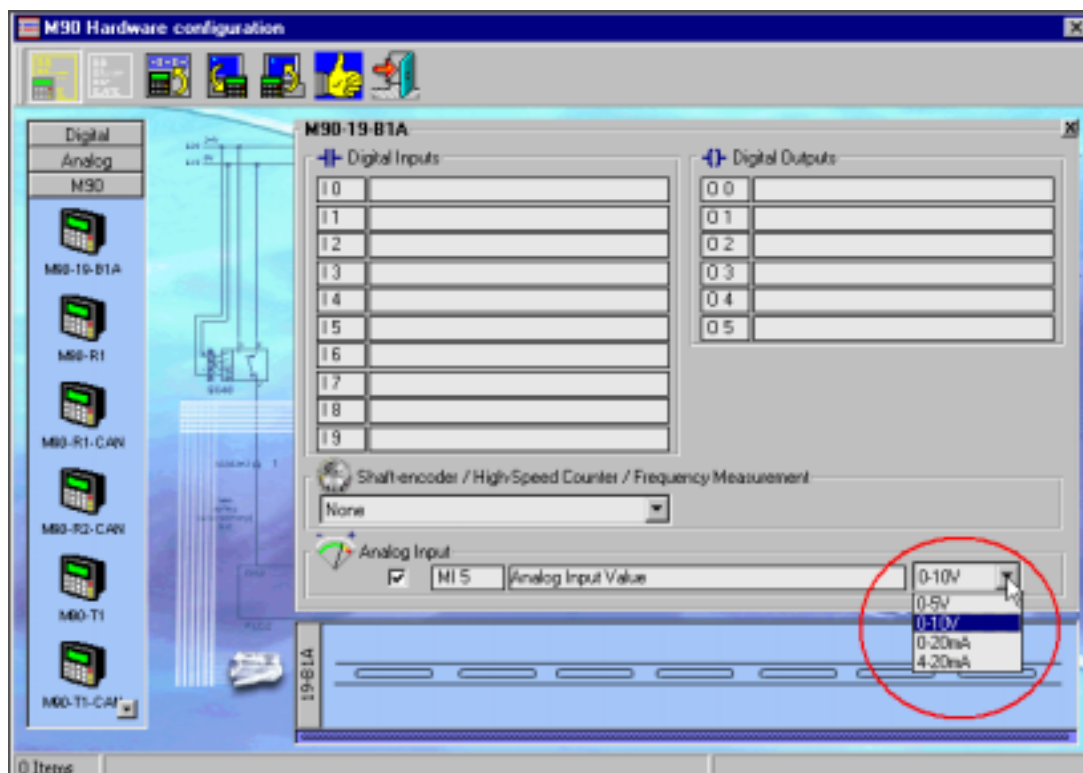 M90 Hardware configuration
Digital
Analog
M90
M90-19-B1A
M90-R1
M90-R1-CAN
M90-R2-CAN
M90-T1
M90-T1-CAN
M90-19-B1A
Digital Inputs
I 0
I 1
I 2
I 3
I 4
I 5
I 6
I 7
I 8
I 9
Digital Outputs
O 0
O 1
O 2
O 3
O 4
O 5
Shaft-encoder / High-Speed Counter / Frequency Measurement
None
Analog Input
MI 5 Analog Input Value 0-10V
0-5V
0-10V
0-20mA
4-20mA
19-B1A
0 Items